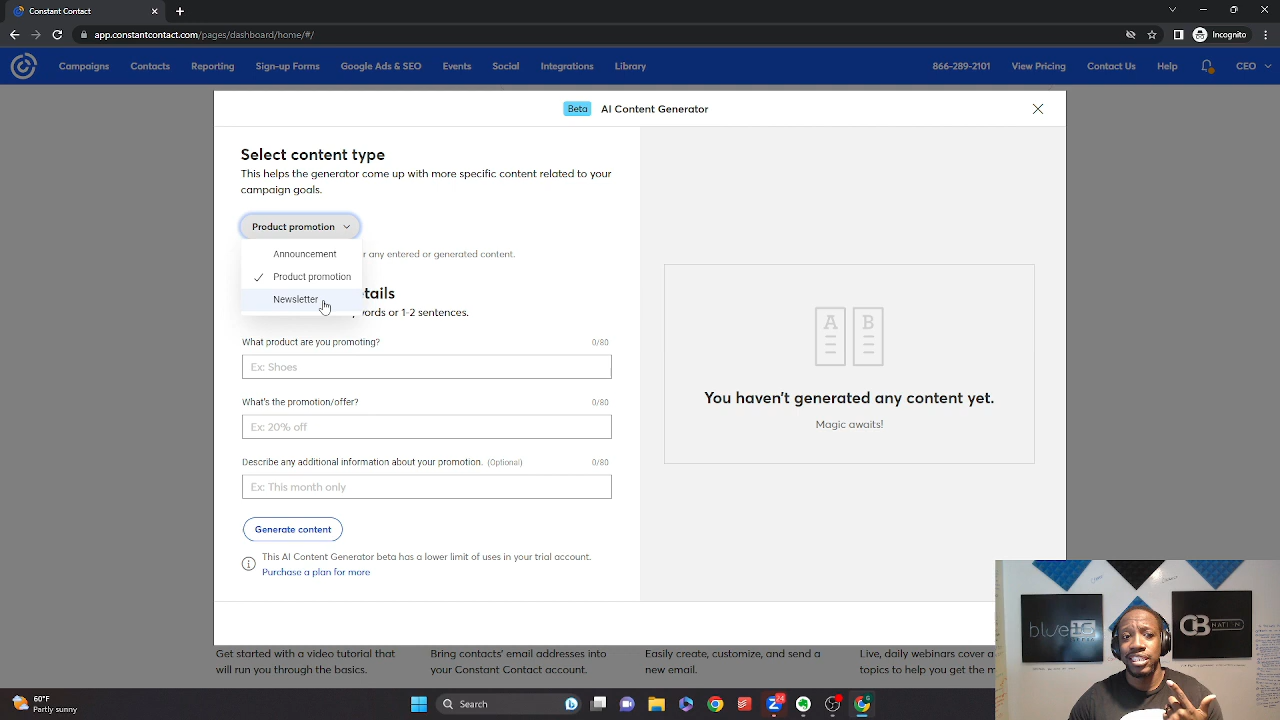 Constant Contact
app.constantcontact.com/pages/dashboard/home#/
Incognito
Campaigns
Contacts
Reporting
Sign-up Forms
Google Ads & SEO
Events
Social
Integrations
Library
866-289-2101
View Pricing
Contact Us
Help
CEO
Beta AI Content Generator
Select content type
This helps the generator come up with more specific content related to your
campaign goals.
Product promotion
Announcement
r any entered or generated content.
Product promotion
tails
Newsletter
words or 1-2 sentences.
What product are you promoting? 0/80
Ex: Shoes
What's the promotion/offer? 0/80
Ex: 20% off
Describe any additional information about your promotion. (Optional) 0/80
Ex: This month only
Generate content
This AI Content Generator beta has a lower limit of uses in your trial account.
Purchase a plan for more
A B
You haven't generated any content yet.
Magic awaits!
Get started with a video tutorial that
will run you through the basics.
Bring contacts' email addresses into
your Constant Contact account.
Easily create, customize, and send a
new email.
Live, daily webinars cover a
topics to help you get the m
CB NATION
60°F
Partly sunny
Search
24